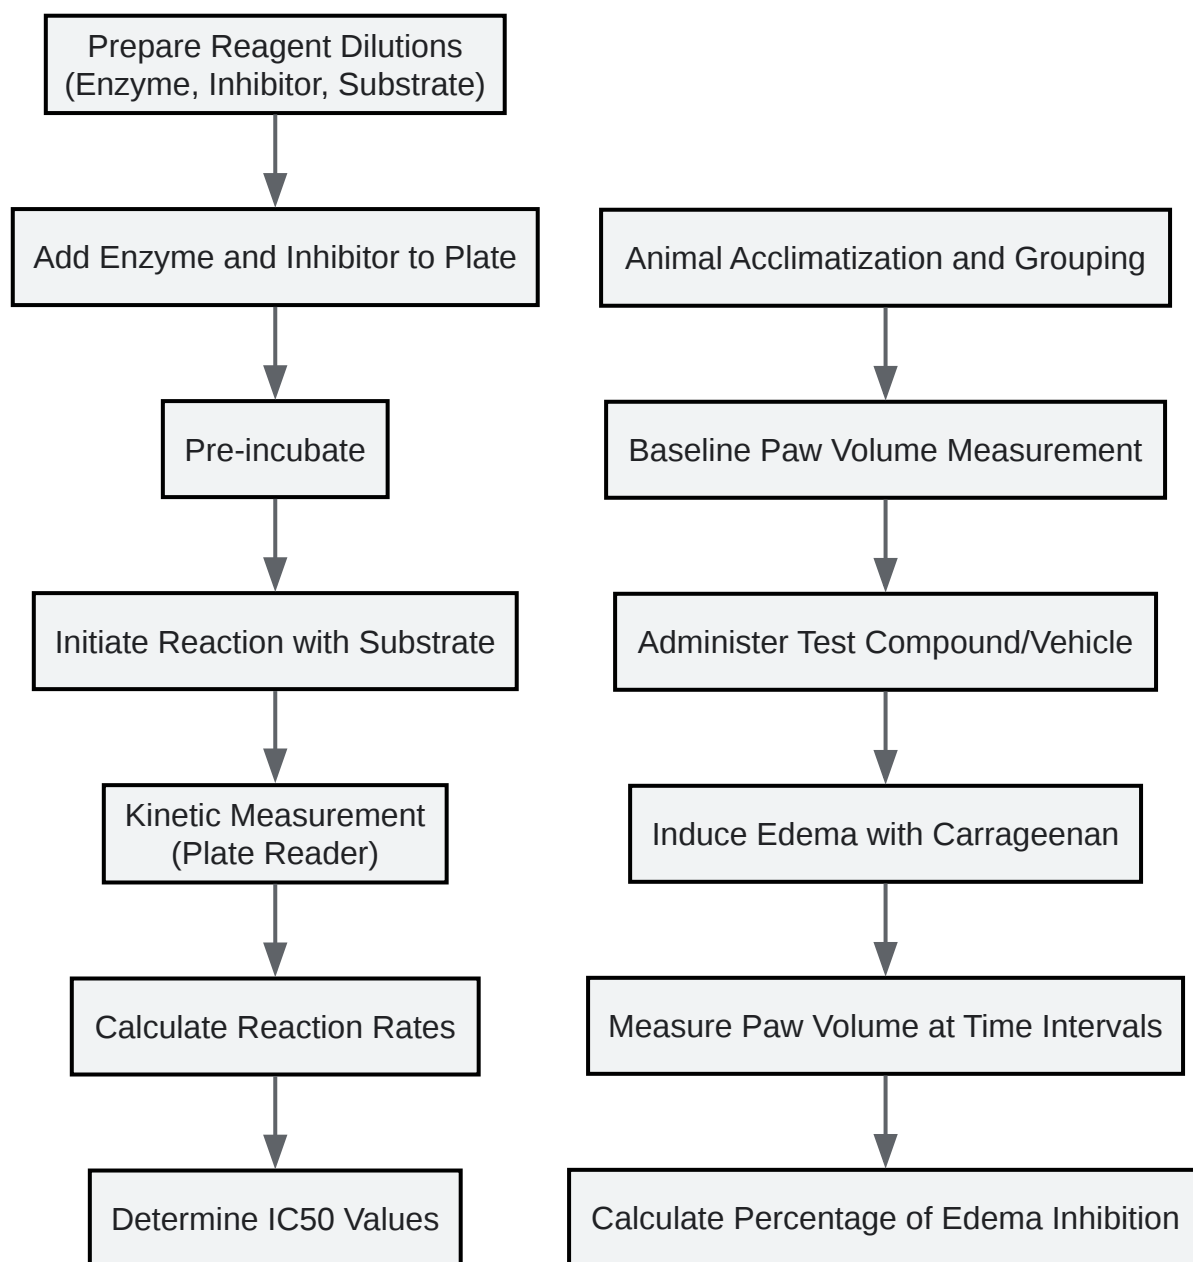 Prepare Reagent Dilutions
(Enzyme, Inhibitor, Substrate)
Add Enzyme and Inhibitor to Plate
Pre-incubate
Initiate Reaction with Substrate
Kinetic Measurement
(Plate Reader)
Calculate Reaction Rates
Determine IC50 Values
Animal Acclimatization and Grouping
Baseline Paw Volume Measurement
Administer Test Compound/Vehicle
Induce Edema with Carrageenan
Measure Paw Volume at Time Intervals
Calculate Percentage of Edema Inhibition